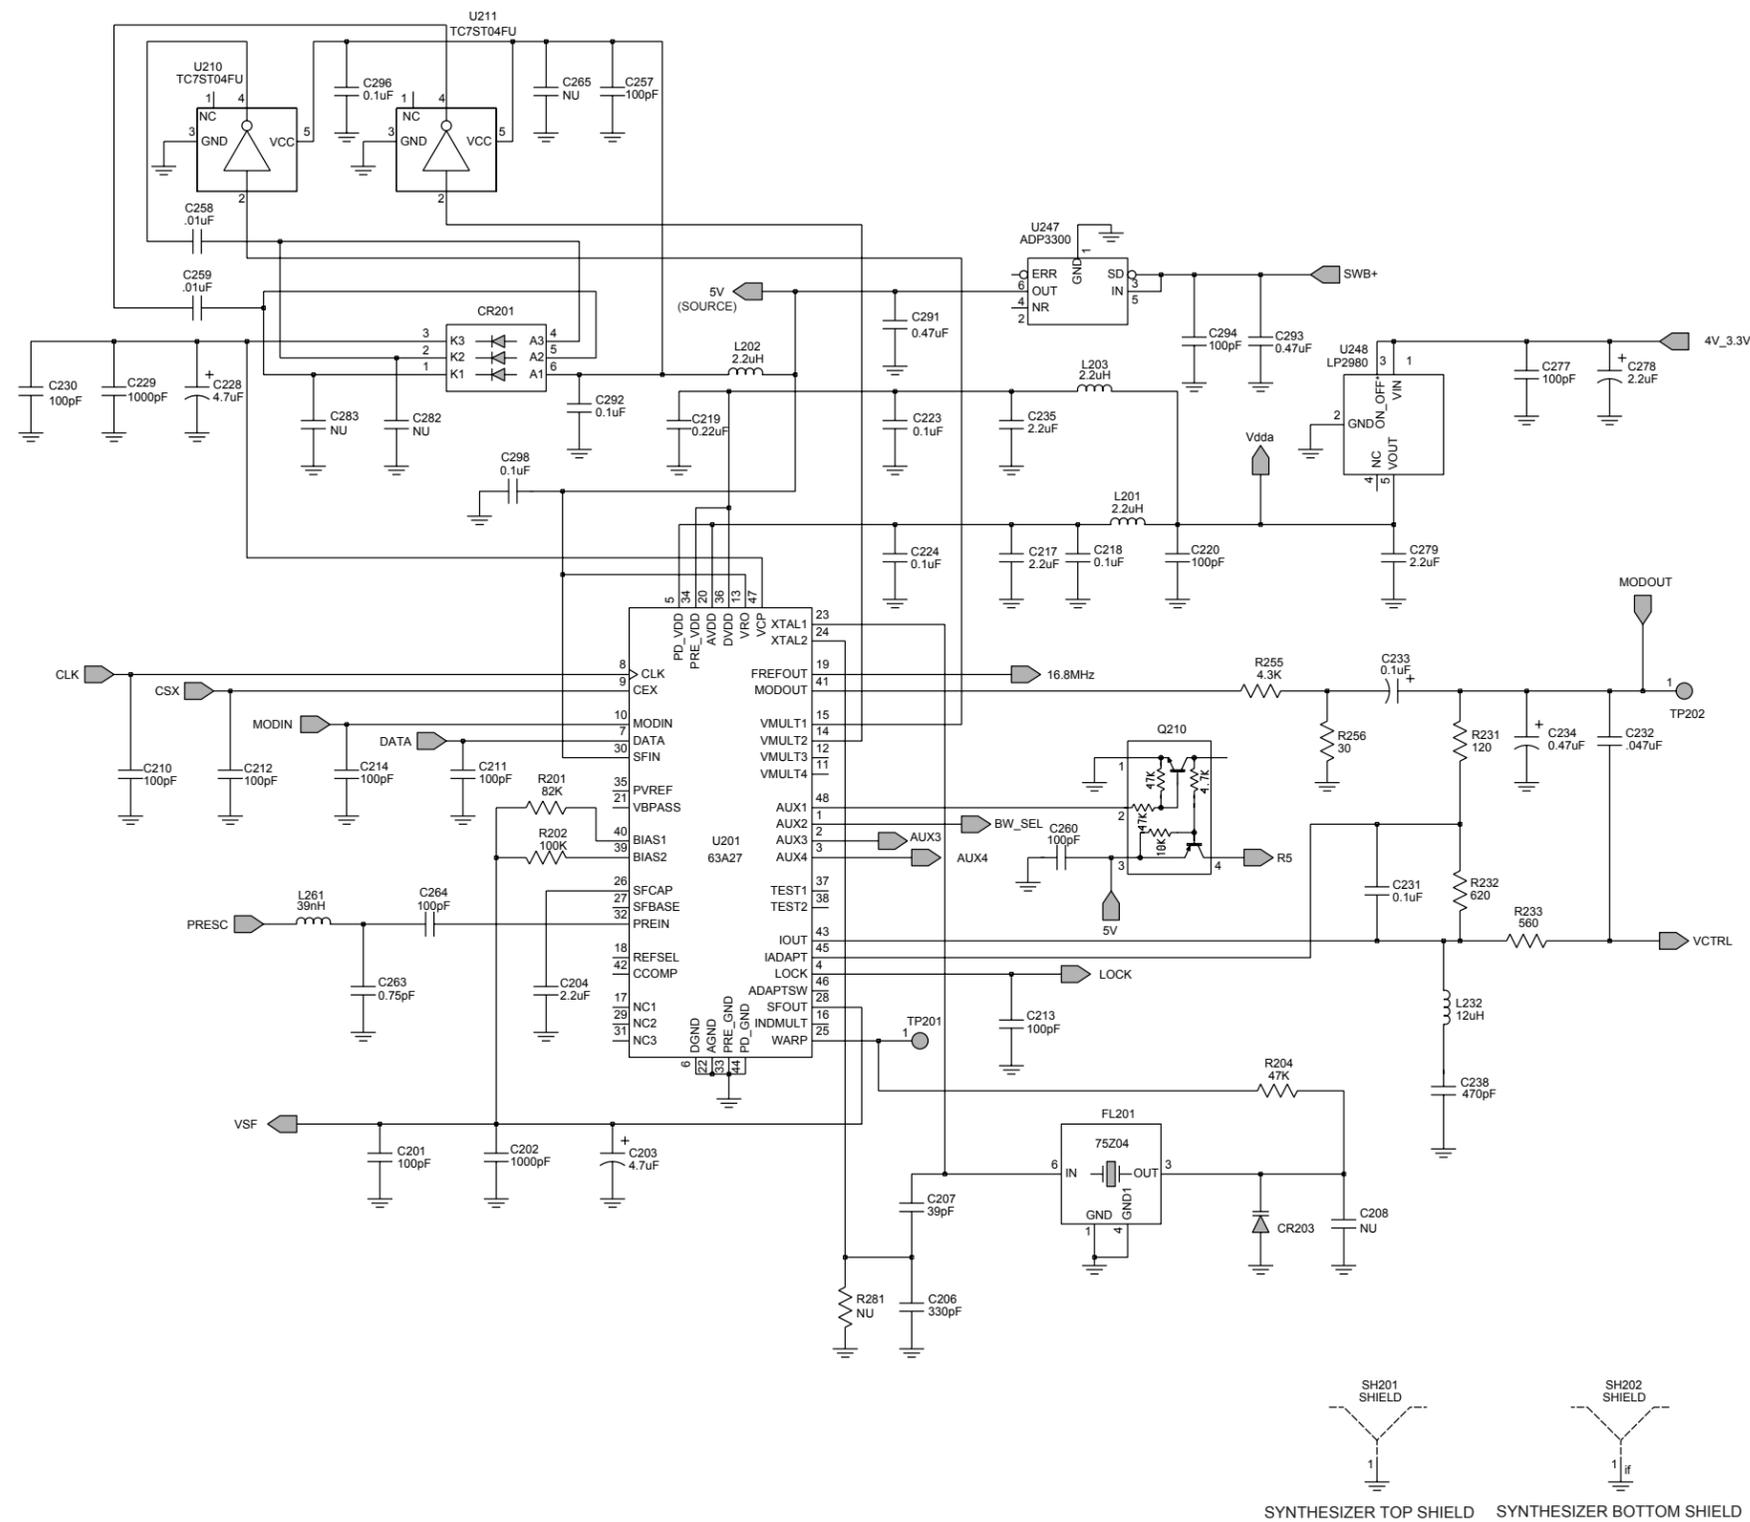 U211
TC7ST04FU
U210
TC7ST04FU
1
4
NC
3
GND
VCC
5
2
C296
0.1uF
1
4
NC
3
GND
VCC
5
2
C265
NU
C257
100pF
C258
.01uF
C259
.01uF
CR201
3
K3
A3
4
2
K2
A2
5
1
K1
A1
6
C230
100pF
C229
1000pF
+
C228
4.7uF
C283
NU
C282
NU
C292
0.1uF
5V
(SOURCE)
L202
2.2uH
C291
0.47uF
U247
ADP3300
1
GND
ERR
SD
6
OUT
3
IN
4
NR
5
2
SWB+
C294
100pF
C293
0.47uF
U248
LP2980
3
1
ON_OFF*
VIN
2
GND
NC
VOUT
4
5
4V_3.3V
C277
100pF
+
C278
2.2uF
L203
2.2uH
C219
0.22uF
C223
0.1uF
C235
2.2uF
Vdda
C298
0.1uF
L201
2.2uH
C224
0.1uF
C217
2.2uF
C218
0.1uF
C220
100pF
C279
2.2uF
5
34
20
36
13
47
PD_VDD
PRE_VDD
AVDD
DVDD
VRO
VCP
XTAL1
23
XTAL2
24
CLK
8
CLK
FREFOUT
19
16.8MHz
CSX
9
CEX
MODOUT
41
MODIN
10
MODIN
VMULT1
15
DATA
7
DATA
VMULT2
14
30
SFIN
VMULT3
12
VMULT4
11
35
PVREF
21
VBPASS
AUX1
48
AUX2
1
BW_SEL
40
BIAS1
AUX3
2
AUX3
39
BIAS2
AUX4
3
AUX4
U201
63A27
26
SFCAP
TEST1
37
27
SFBASE
TEST2
38
32
PREIN
IOUT
43
IADAPT
45
18
REFSEL
LOCK
4
LOCK
42
CCOMP
ADAPTSW
46
17
NC1
SFOUT
28
29
NC2
INDMULT
16
31
NC3
WARP
25
DGND
AGND
PRE_GND
PD_GND
6
22
33
44
C210
100pF
C212
100pF
C214
100pF
C211
100pF
R201
82K
R202
100K
PRESC
L261
39nH
C264
100pF
C263
0.75pF
C204
2.2uF
VSF
C201
100pF
C202
1000pF
+
C203
4.7uF
MODOUT
R255
4.3K
C233
0.1uF
+
1
TP202
R256
30
R231
120
+
C234
0.47uF
C232
.047uF
Q210
1
47K
4.7K
2
47K
10K
3
4
C260
100pF
R5
5V
C231
0.1uF
R232
620
R233
560
VCTRL
L232
12uH
C238
470pF
C213
100pF
TP201
1
R204
47K
FL201
75Z04
6
IN
OUT
3
GND
GND1
1
4
C207
39pF
CR203
C208
NU
R281
NU
C206
330pF
SH201
SHIELD
1
SYNTHESIZER TOP SHIELD
SH202
SHIELD
1
if
SYNTHESIZER BOTTOM SHIELD